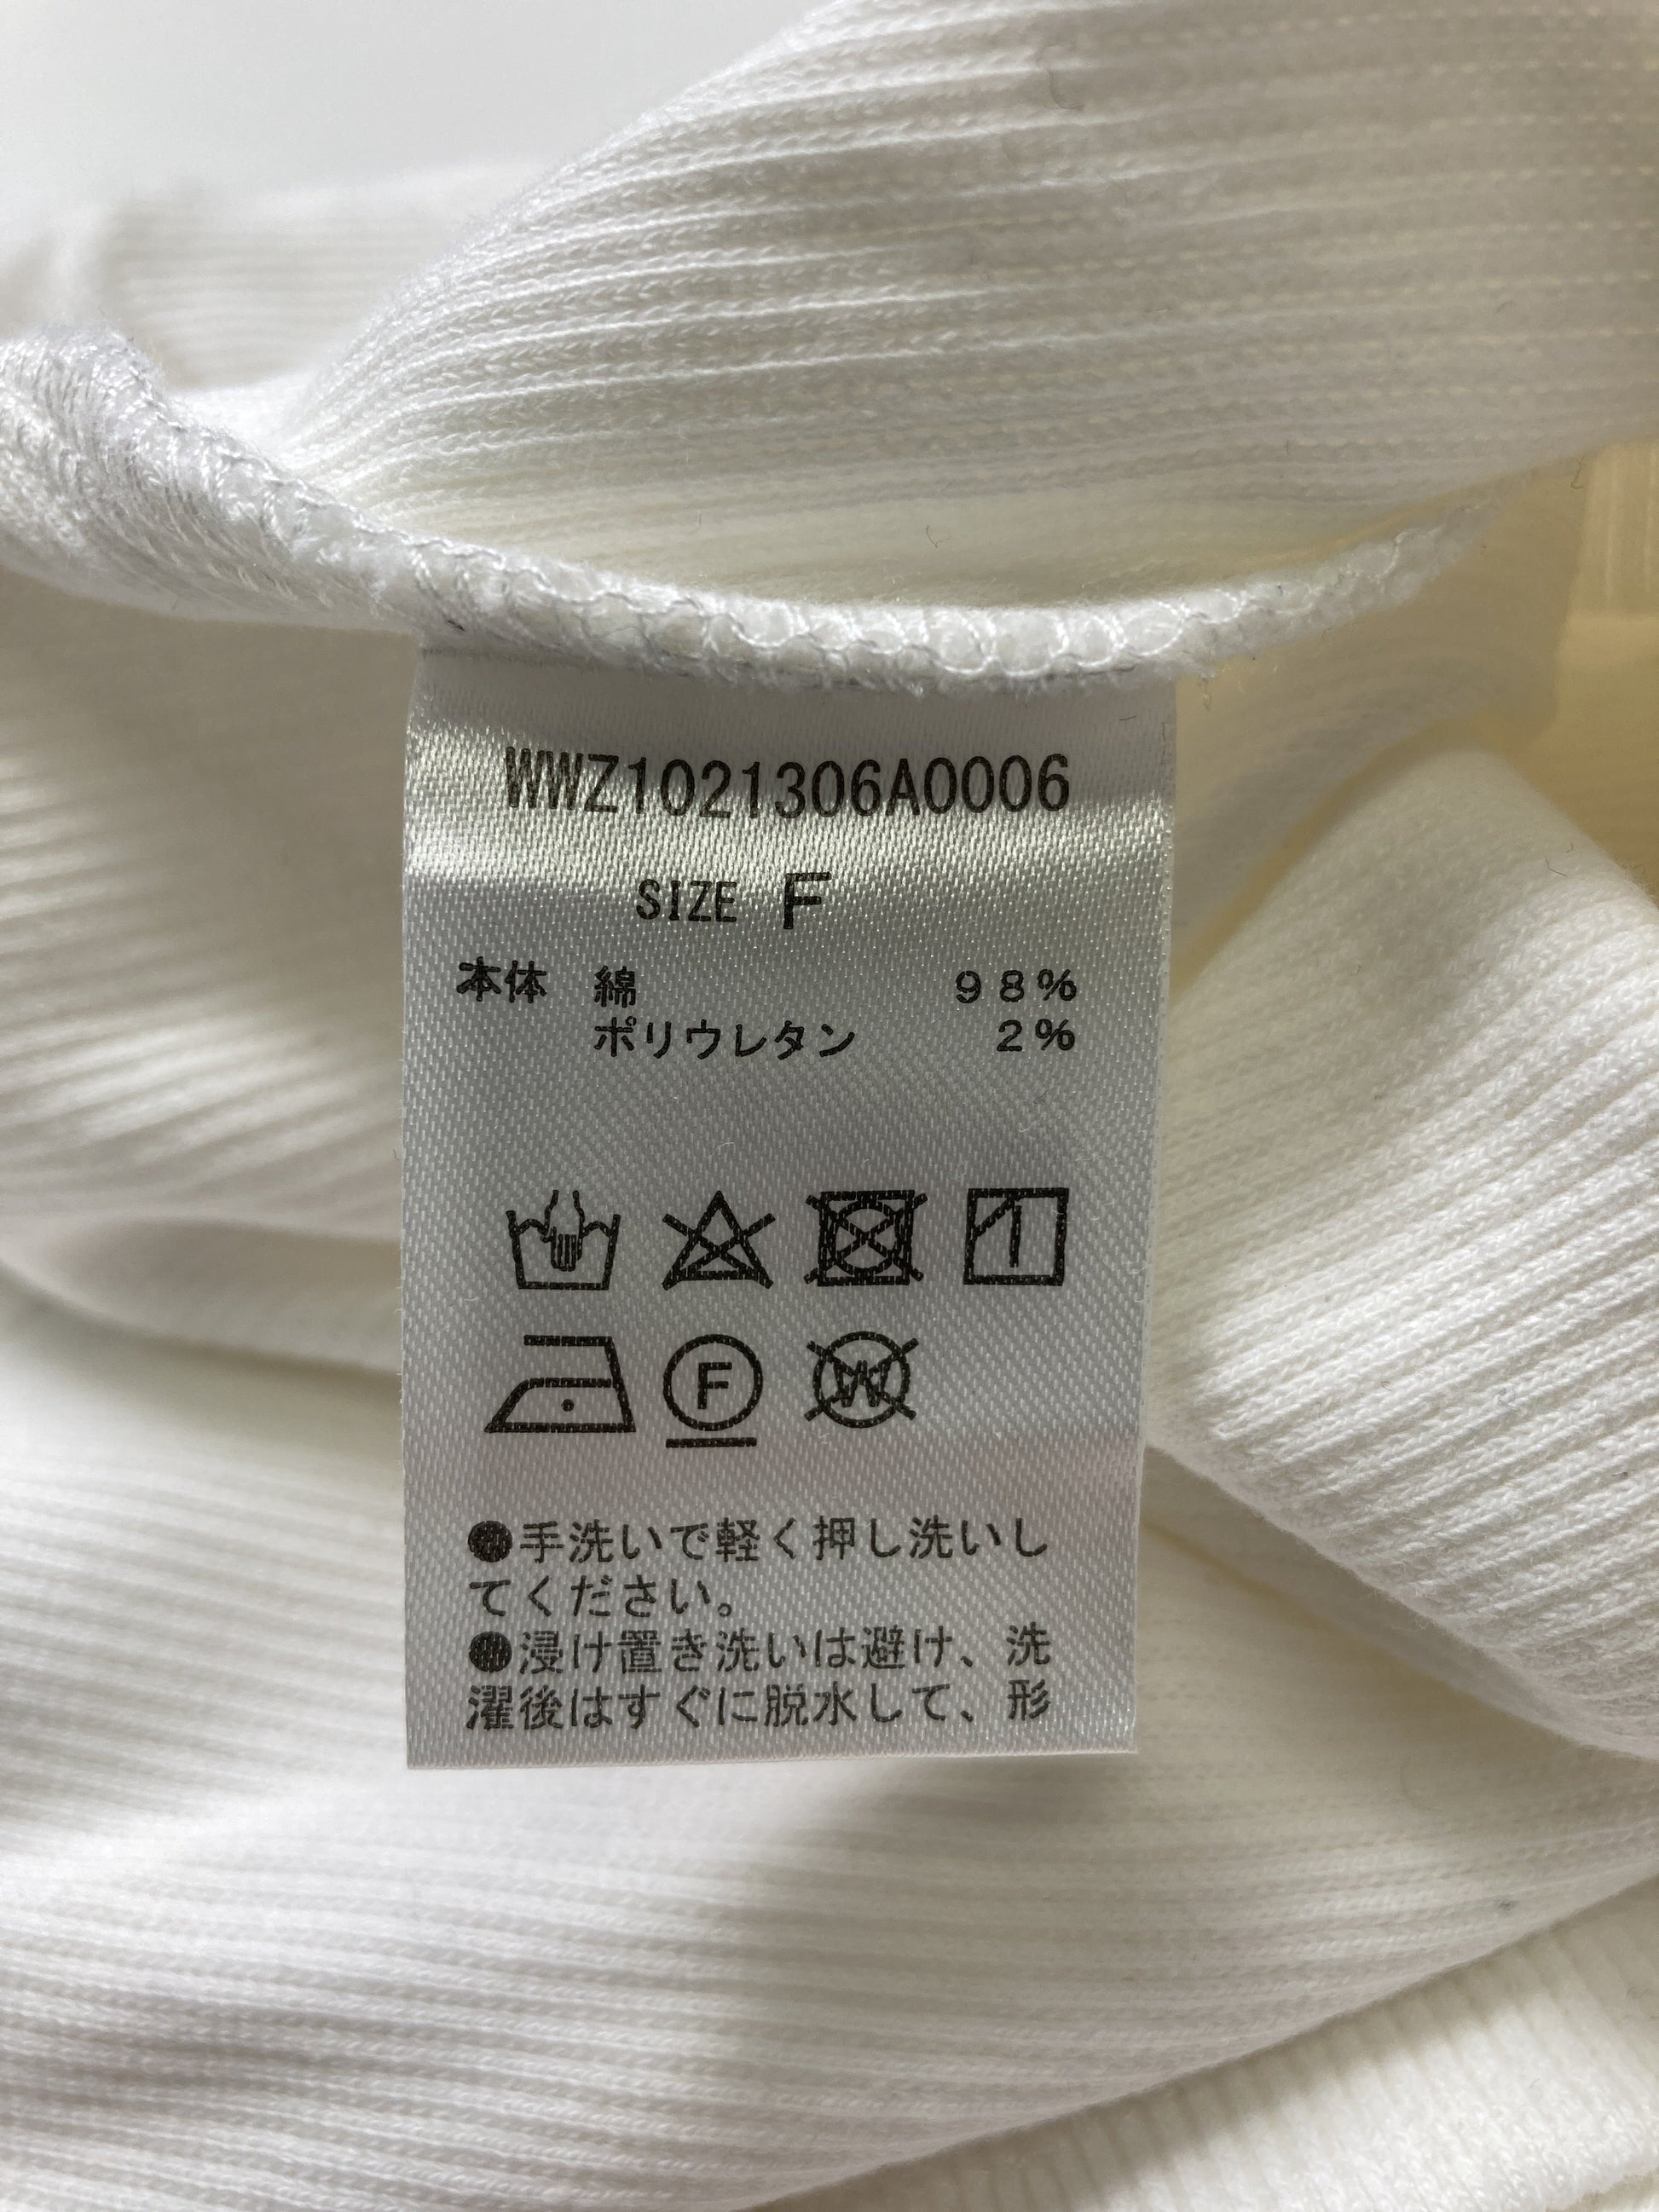 WWZ1021306A0006
SIZE F
本体 綿 98%
ポリウレタン 2%
F
W
●手洗いで軽く押し洗いし
てください。
●浸け置き洗いは避け、洗
濯後はすぐに脱水して、形